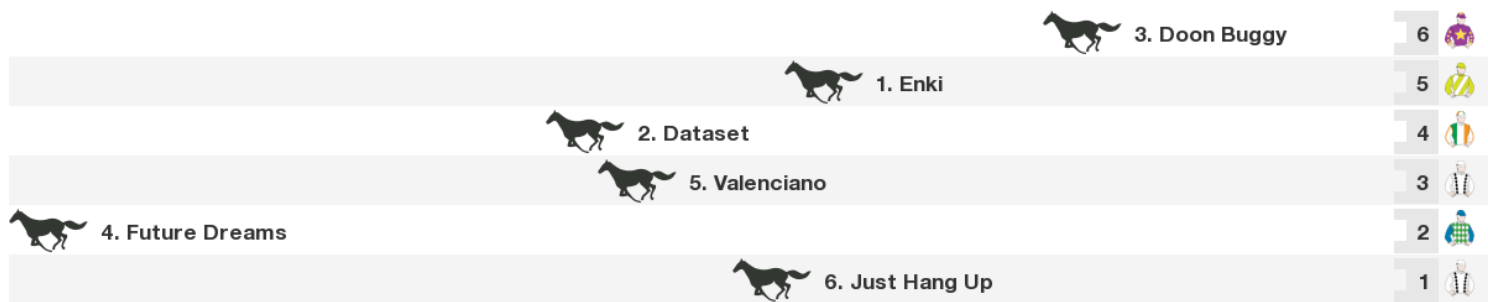 3. Doon Buggy 6
1. Enki 5
2. Dataset 4
5. Valenciano 3
4. Future Dreams 2
6. Just Hang Up 1